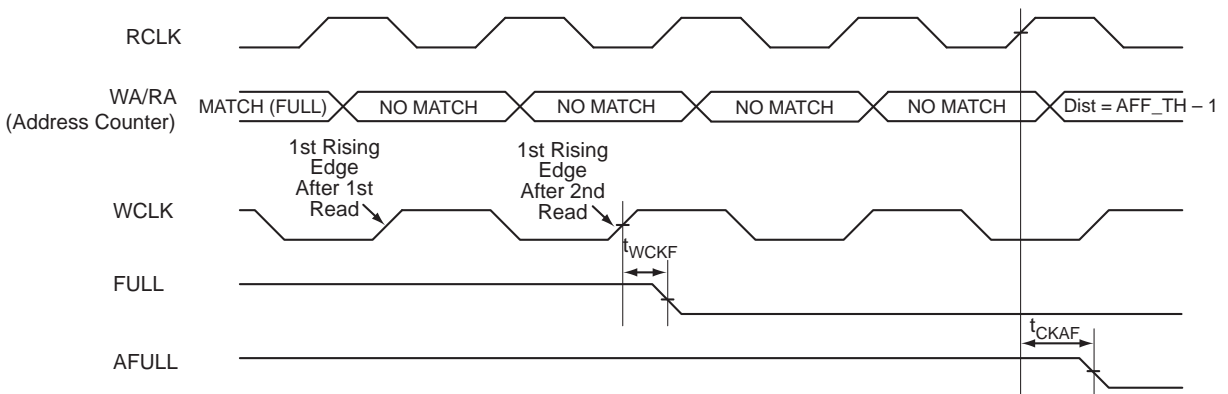 RCLK
WA/RA
(Address Counter)
MATCH (FULL)
NO MATCH
NO MATCH
NO MATCH
NO MATCH
Dist = AFF_TH – 1
1st Rising
Edge
After 1st
Read
1st Rising
Edge
After 2nd
Read
WCLK
tWCKF
FULL
tCKAF
AFULL